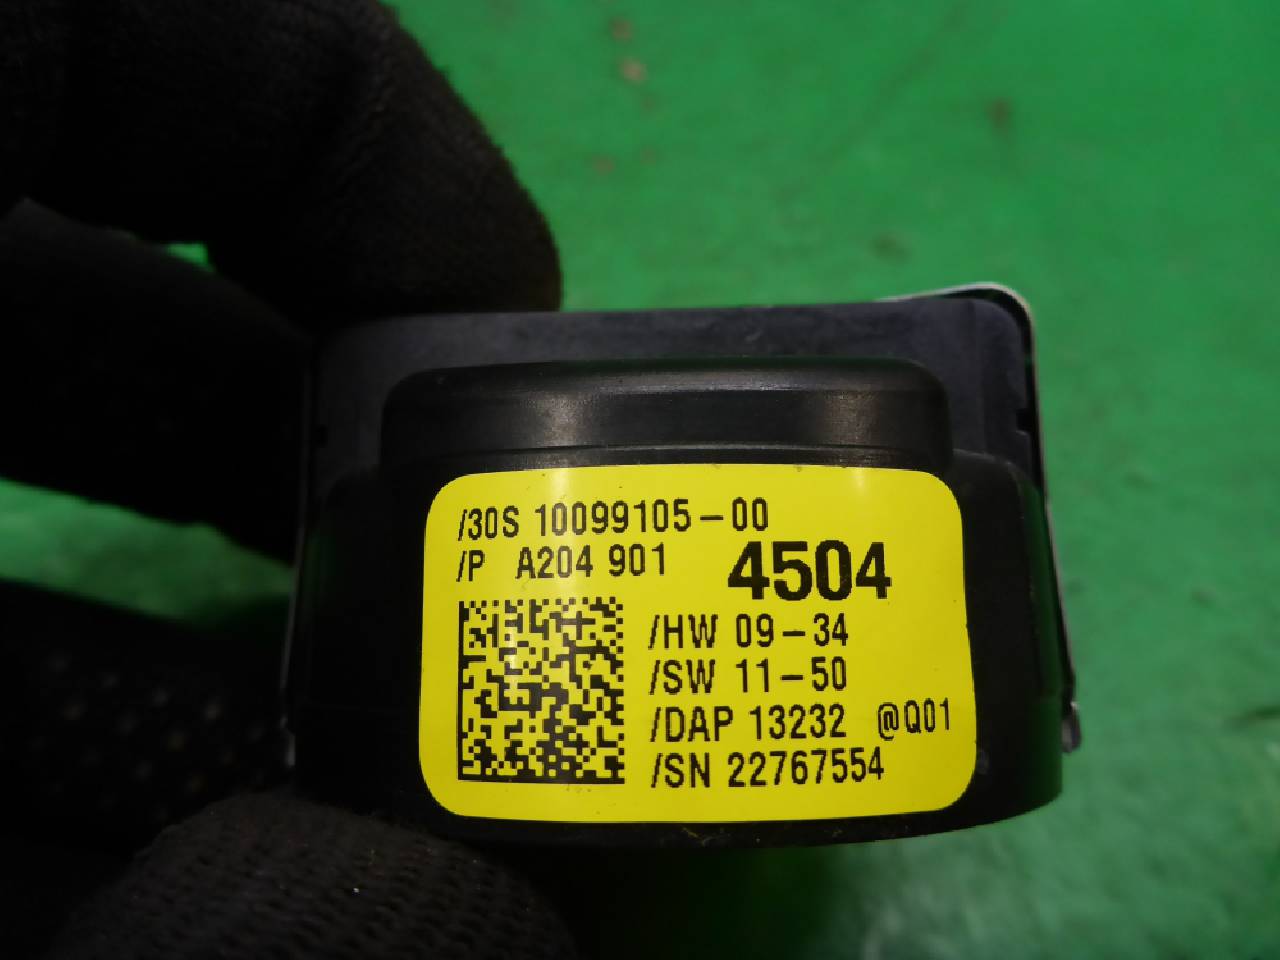 /30S 10099105-00
/P A204 901 4504
/HW 09-34
/SW 11-50
/DAP 13232 @Q01
/SN 22767554